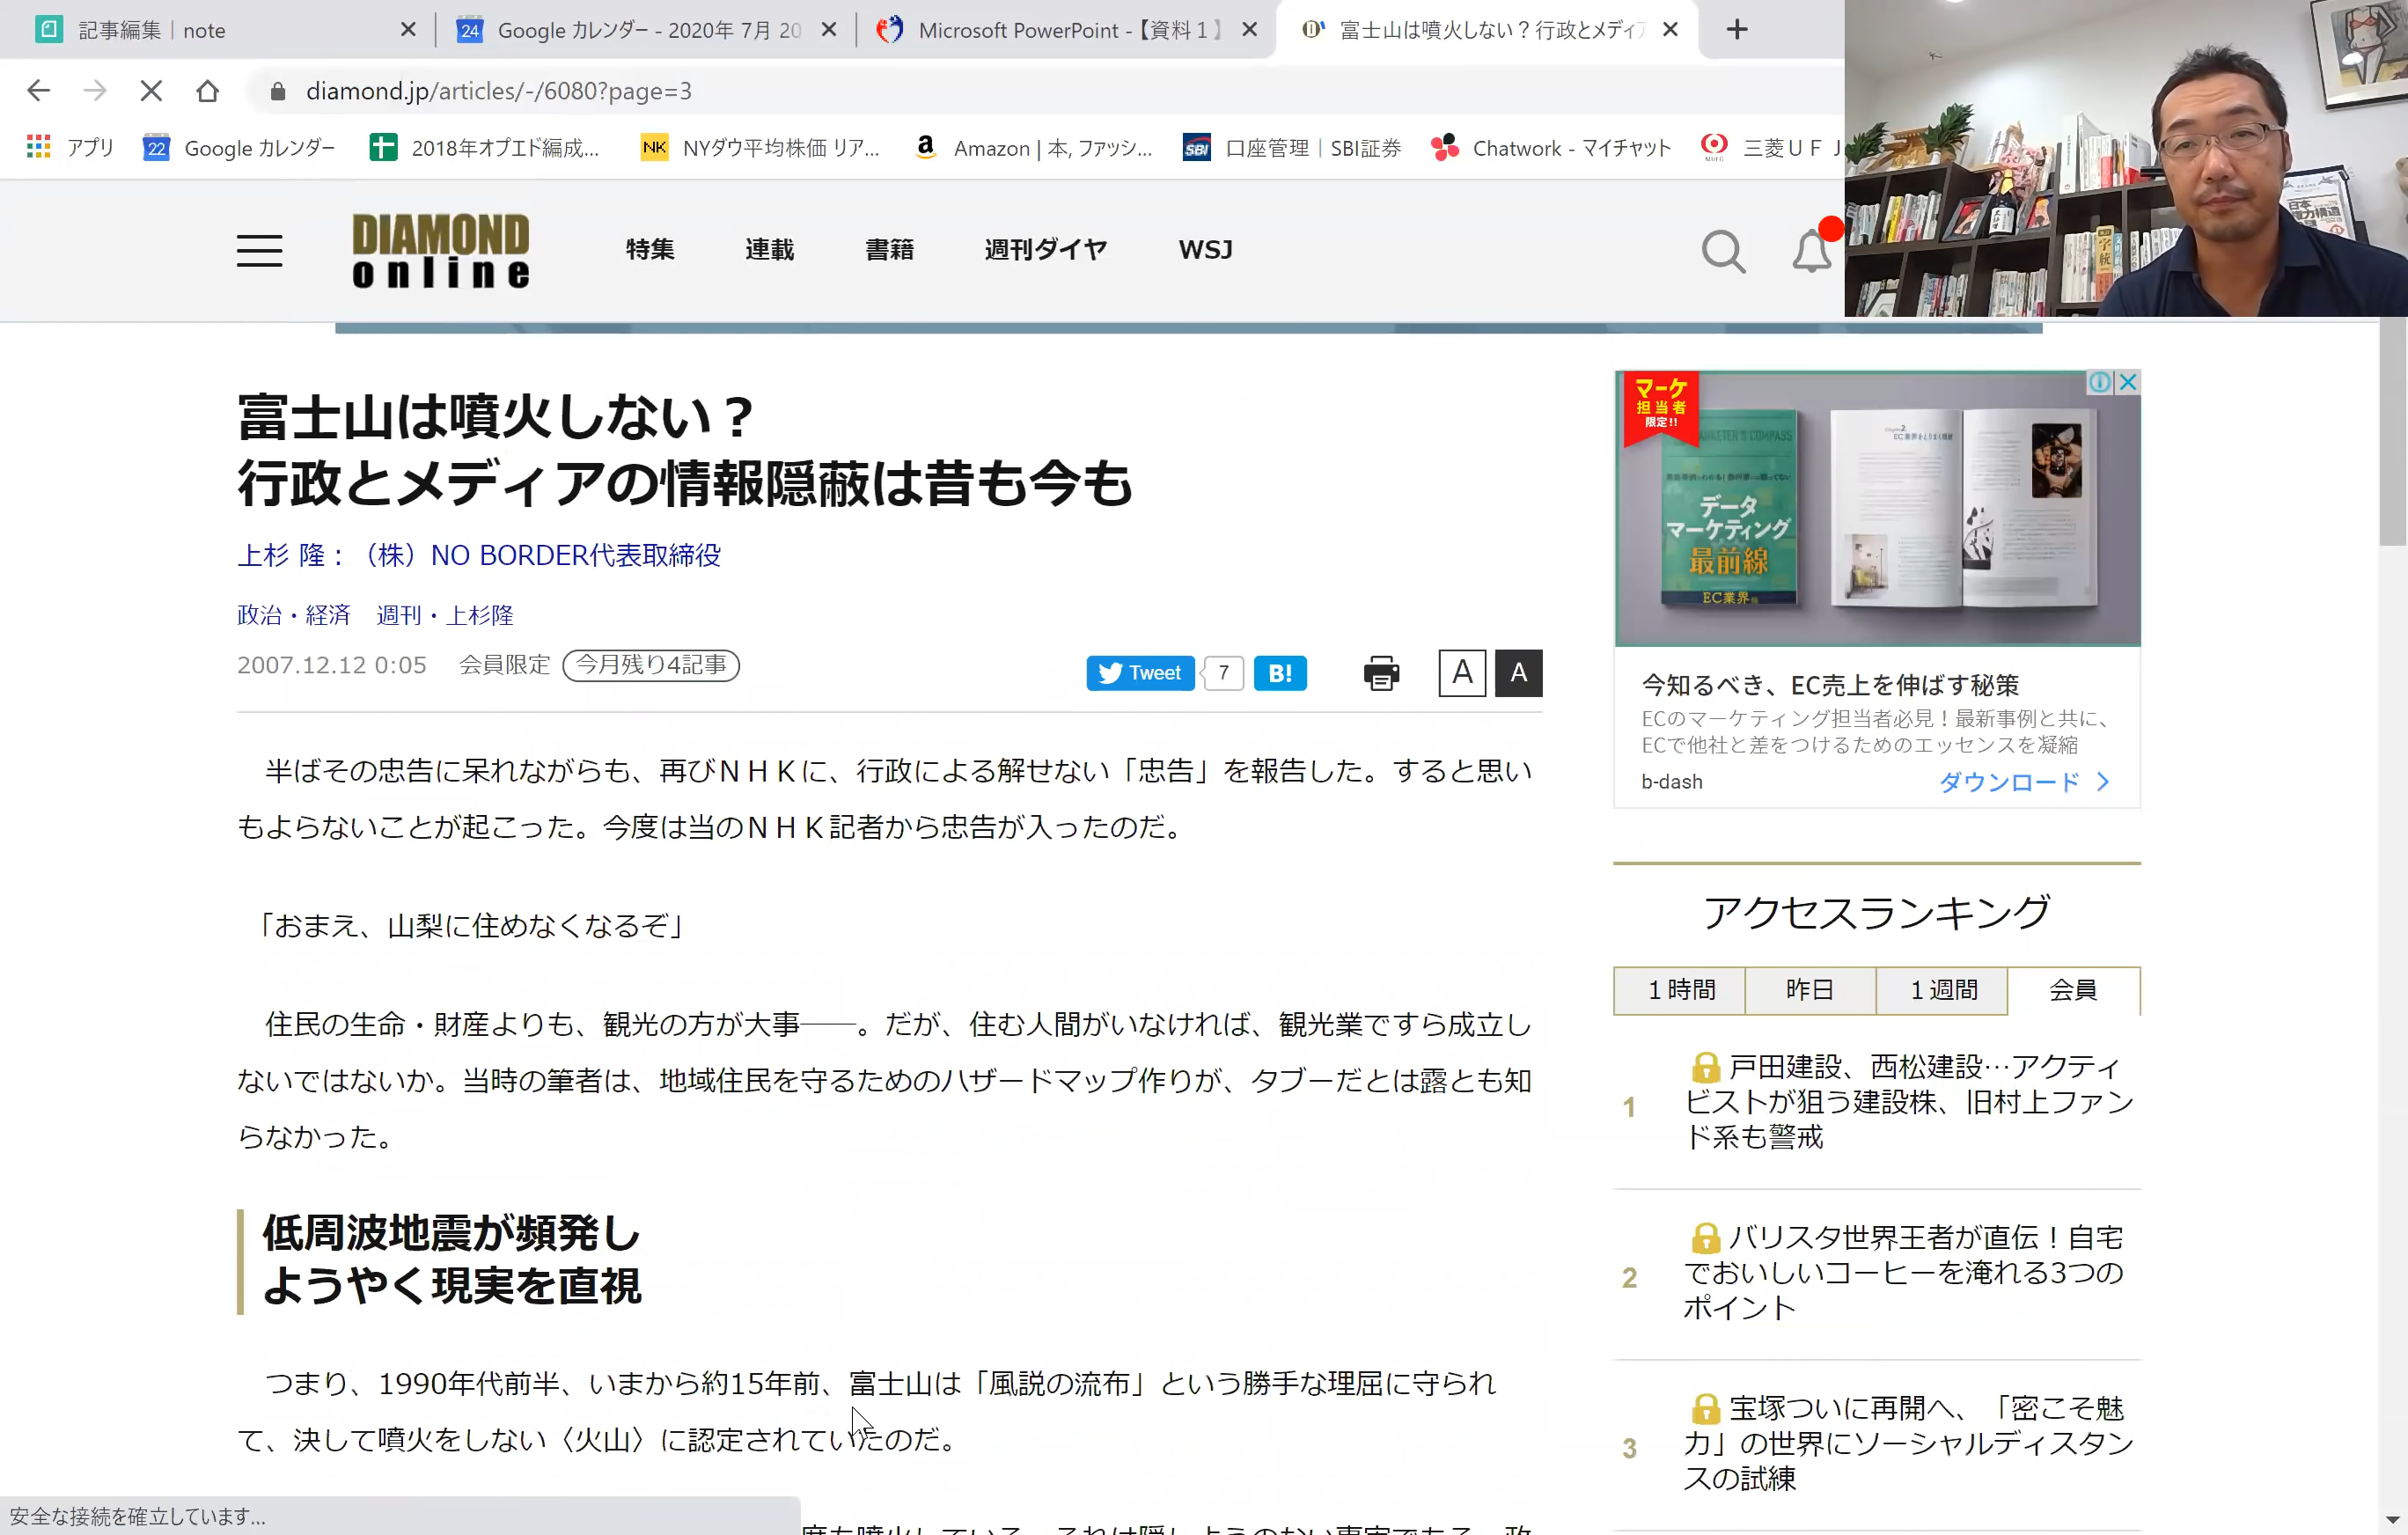 記事編集｜note
Google カレンダー - 2020年 7月 20
Microsoft PowerPoint - 【資料１】
富士山は噴火しない？行政とメディア
diamond.jp/articles/-/6080?page=3
アプリ
Google カレンダー
2018年オプエド編成...
NYダウ平均株価 リア...
Amazon | 本, ファッシ...
口座管理｜SBI証券
Chatwork - マイチャット
三菱ＵＦＪ
DIAMOND
online
特集
連載
書籍
週刊ダイヤ
WSJ
富士山は噴火しない？
行政とメディアの情報隠蔽は昔も今も
上杉 隆：（株）NO BORDER代表取締役
政治・経済　週刊・上杉隆
2007.12.12 0:05　会員限定　今月残り4記事
Tweet 7 B! A A
半ばその忠告に呆れながらも、再びＮＨＫに、行政による解せない「忠告」を報告した。すると思い
もよらないことが起こった。今度は当のＮＨＫ記者から忠告が入ったのだ。
「おまえ、山梨に住めなくなるぞ」
住民の生命・財産よりも、観光の方が大事――。だが、住む人間がいなければ、観光業ですら成立し
ないではないか。当時の筆者は、地域住民を守るためのハザードマップ作りが、タブーだとは露とも知
らなかった。
低周波地震が頻発し
ようやく現実を直視
つまり、1990年代前半、いまから約15年前、富士山は「風説の流布」という勝手な理屈に守られ
て、決して噴火をしない〈火山〉に認定されていたのだ。
安全な接続を確立しています...
マーケ
担当者
限定!!
データ
マーケティング
最前線
EC業界
今知るべき、EC売上を伸ばす秘策
ECのマーケティング担当者必見！最新事例と共に、
ECで他社と差をつけるためのエッセンスを凝縮
b-dash
ダウンロード
アクセスランキング
１時間
昨日
１週間
会員
1
戸田建設、西松建設…アクティ
ビストが狙う建設株、旧村上ファン
ド系も警戒
2
バリスタ世界王者が直伝！自宅
でおいしいコーヒーを淹れる3つの
ポイント
3
宝塚ついに再開へ、「密こそ魅
力」の世界にソーシャルディスタン
スの試練